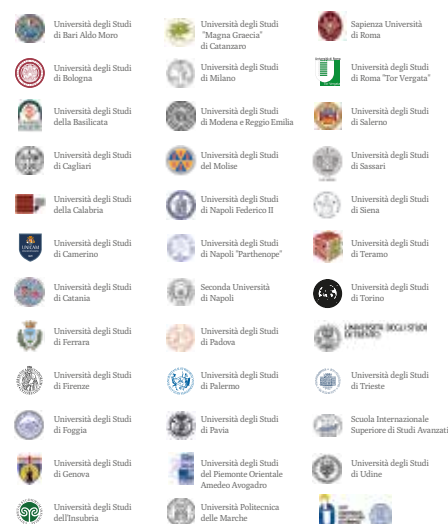 Università degli Studi
di Bari Aldo Moro
Università degli Studi
di Bologna
Università degli Studi
della Basilicata
Università degli Studi
di Cagliari
Università degli Studi
della Calabria
Università degli Studi
di Camerino
Università degli Studi
di Catania
Università degli Studi
di Ferrara
Università degli Studi
di Firenze
Università degli Studi
di Foggia
Università degli Studi
di Genova
Università degli Studi
dell'Insubria
Università degli Studi
"Magna Graecia"
di Catanzaro
Università degli Studi
di Milano
Università degli Studi
di Modena e Reggio Emilia
Università degli Studi
del Molise
Università degli Studi
di Napoli Federico II
Università degli Studi
di Napoli "Parthenope"
Seconda Università
di Napoli
Università degli Studi
di Padova
Università degli Studi
di Palermo
Università degli Studi
di Pavia
Università degli Studi
del Piemonte Orientale
Amedeo Avogadro
Università Politecnica
delle Marche
Sapienza Università
di Roma
Università degli Studi
di Roma "Tor Vergata"
Università degli Studi
di Salerno
Università degli Studi
di Sassari
Università degli Studi
di Siena
Università degli Studi
di Teramo
Università degli Studi
di Torino
UNIVERSITÀ DEGLI STUDI
DI TRENTO
Università degli Studi
di Trieste
Scuola Internazionale
Superiore di Studi Avanzati
Università degli Studi
di Udine